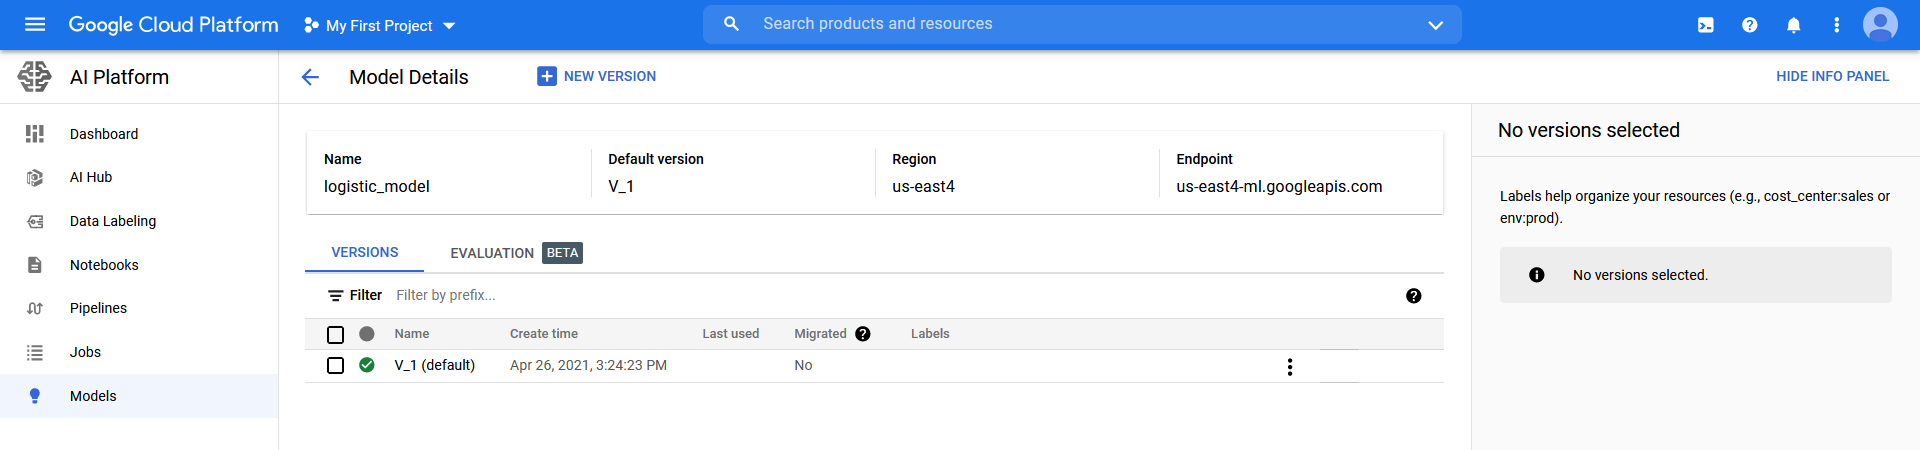 Google Cloud Platform My First Project Search products and resources
AI Platform Model Details NEW VERSION HIDE INFO PANEL
Dashboard
AI Hub
Data Labeling
Notebooks
Pipelines
Jobs
Models
Name Default version Region Endpoint
logistic_model V_1 us-east4 us-east4-ml.googleapis.com
VERSIONS EVALUATION BETA
Filter Filter by prefix...
Name Create time Last used Migrated Labels
V_1 (default) Apr 26, 2021, 3:24:23 PM No
No versions selected
Labels help organize your resources (e.g., cost_center:sales or
env:prod).
No versions selected.